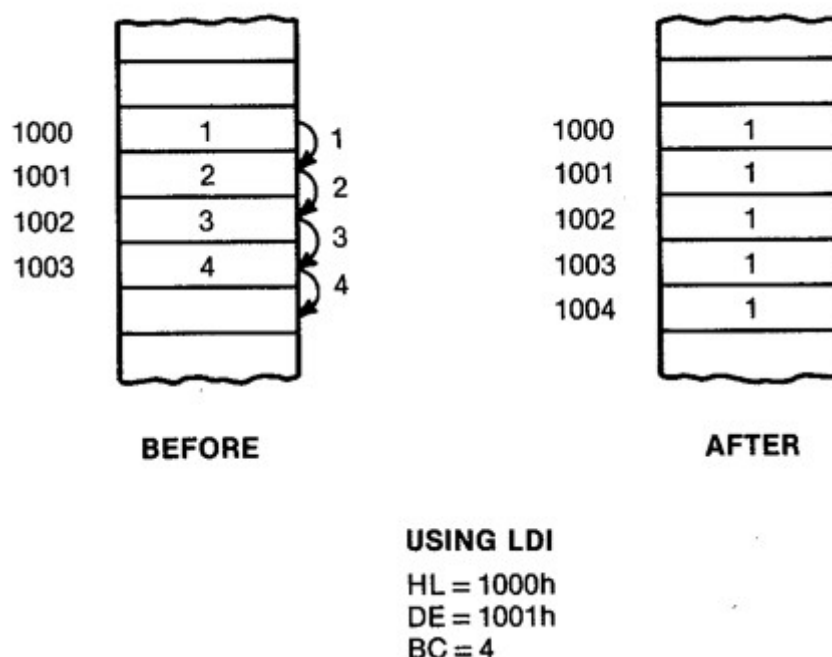 1000 1 1
1001 2 2
1002 3 3
1003 4 4
BEFORE
1000 1
1001 1
1002 1
1003 1
1004 1
AFTER
USING LDI
HL = 1000h
DE = 1001h
BC = 4